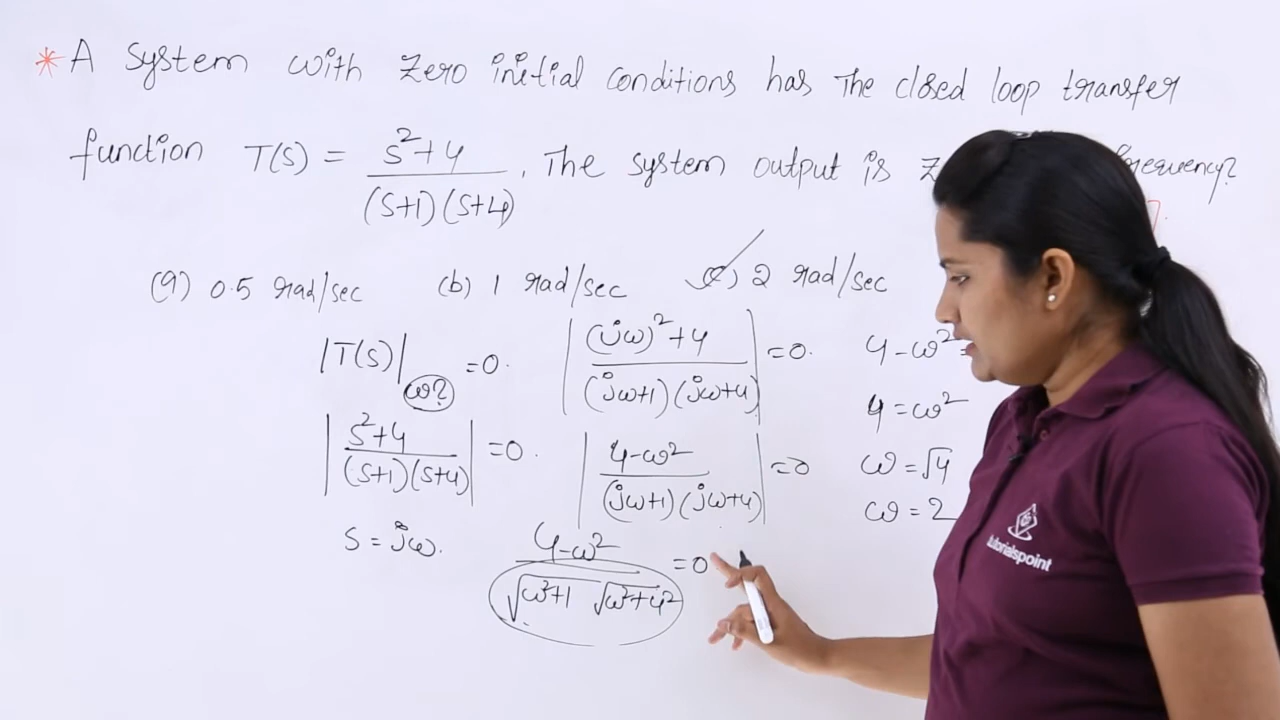 * A System with Zero initial conditions has The closed loop transfer
function T(s) = (s²+4)/((s+1)(s+4)). The system output is frequency?
(a) 0.5 rad/sec (b) 1 rad/sec (c) 2 rad/sec
|T(s)|_ω? =0.
|(s²+4)/((s+1)(s+4))| =0.
s = jω.
|((jω)²+4)/((jω+1)(jω+4))| =0.
|(4-ω²)/((jω+1)(jω+4))| =0
(4-ω²)/(√ω²+1 √ω²+4²) =0
4-ω²=
4=ω²
ω=√4
ω=2
tutorialspoint